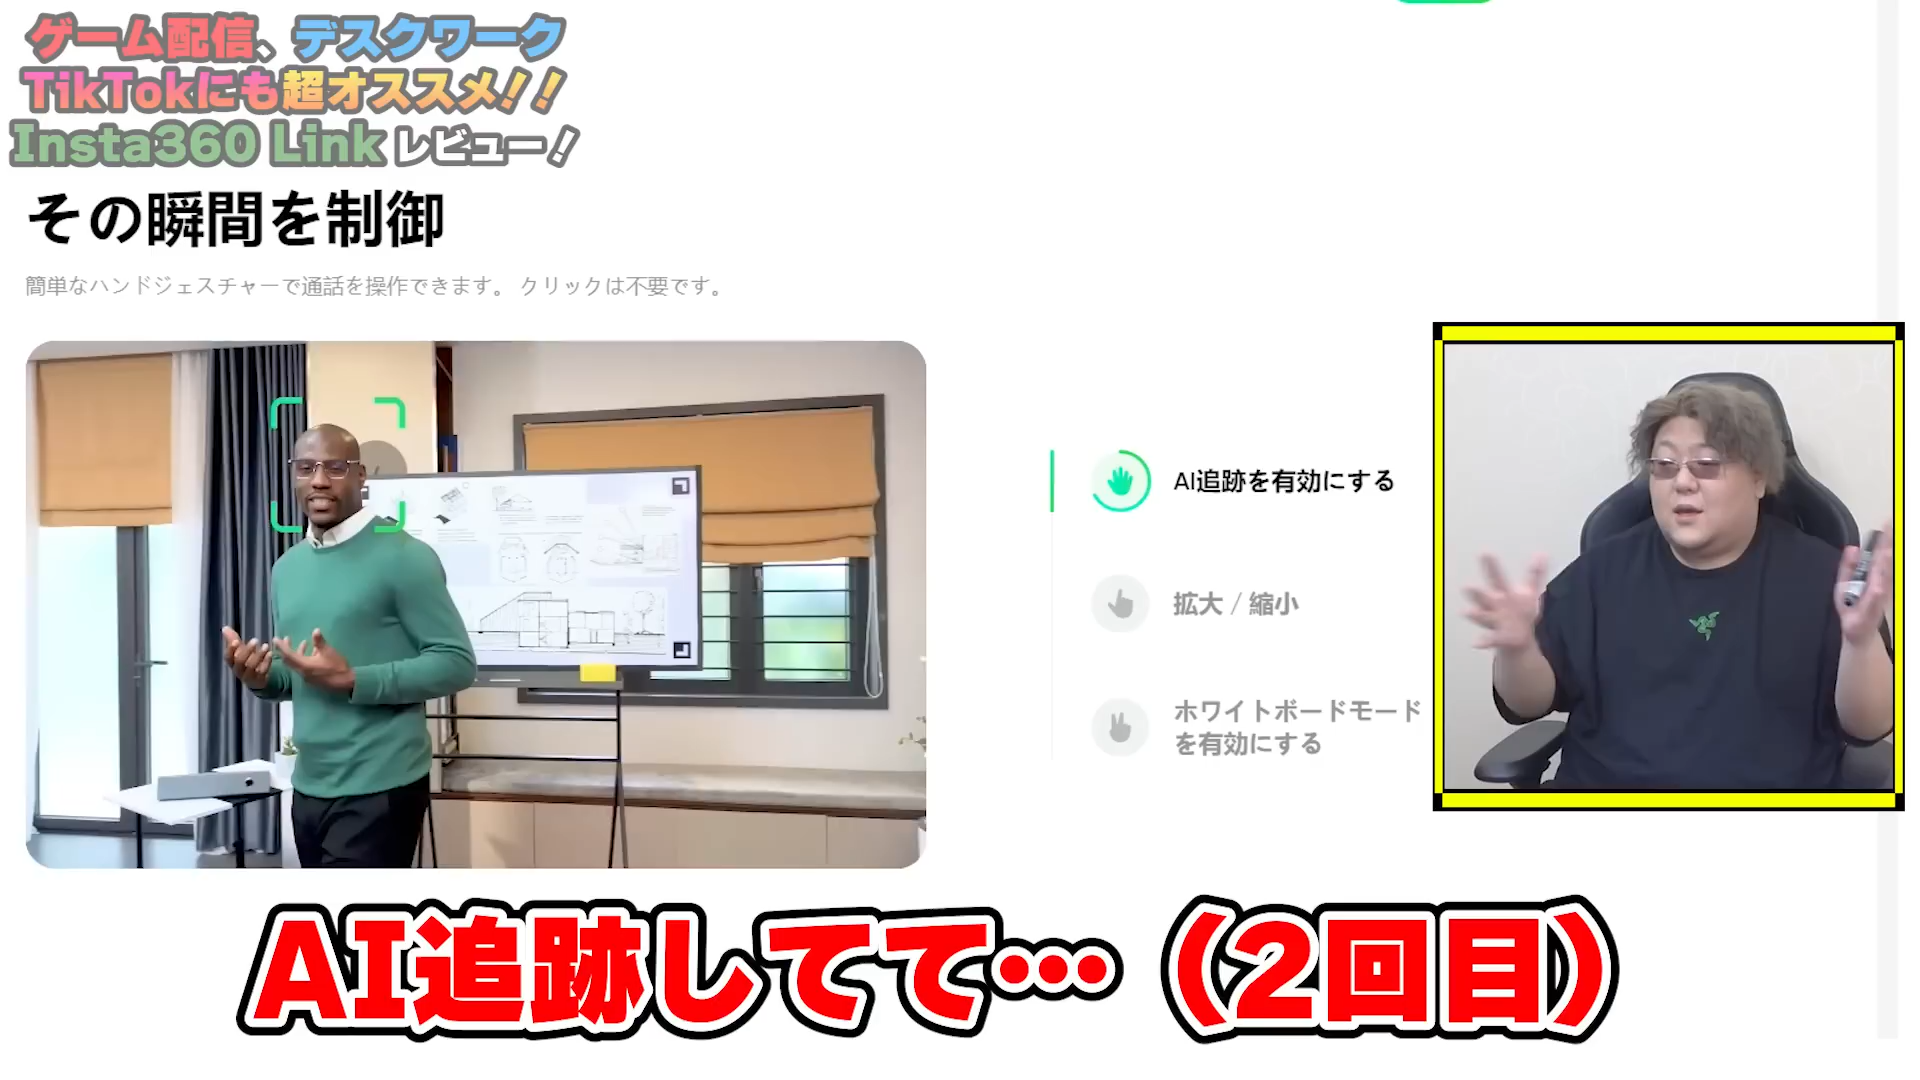 ゲーム配信、デスクワーク
TikTokにも超オススメ！！
Insta360 Link レビュー！
その瞬間を制御
簡単なハンドジェスチャーで通話を操作できます。 クリックは不要です。
AI追跡を有効にする
拡大 / 縮小
ホワイトボードモード
を有効にする
AI追跡してて…（2回目）